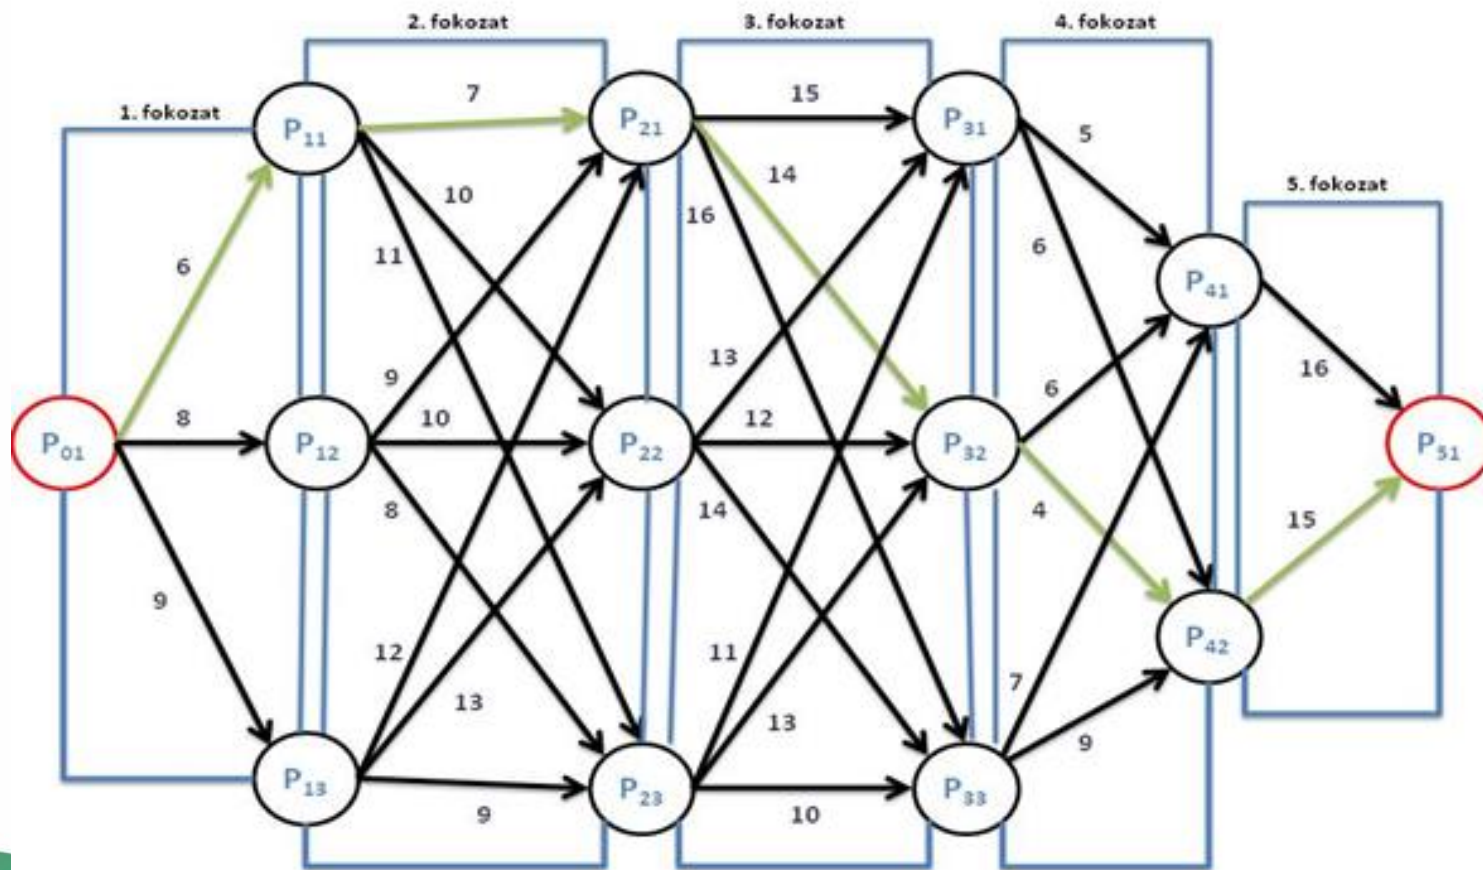 2. fokozat
3. fokozat
4. fokozat
1. fokozat
5. fokozat
P₁₁
P₂₁
P₃₁
7
15
5
10
14
11
16
6
6
P₄₁
9
13
6
16
P₀₁
8
P₁₂
10
P₂₂
12
P₃₂
P₅₁
8
14
4
15
9
12
11
7
P₄₂
13
13
9
P₁₃
P₂₃
P₃₃
9
10